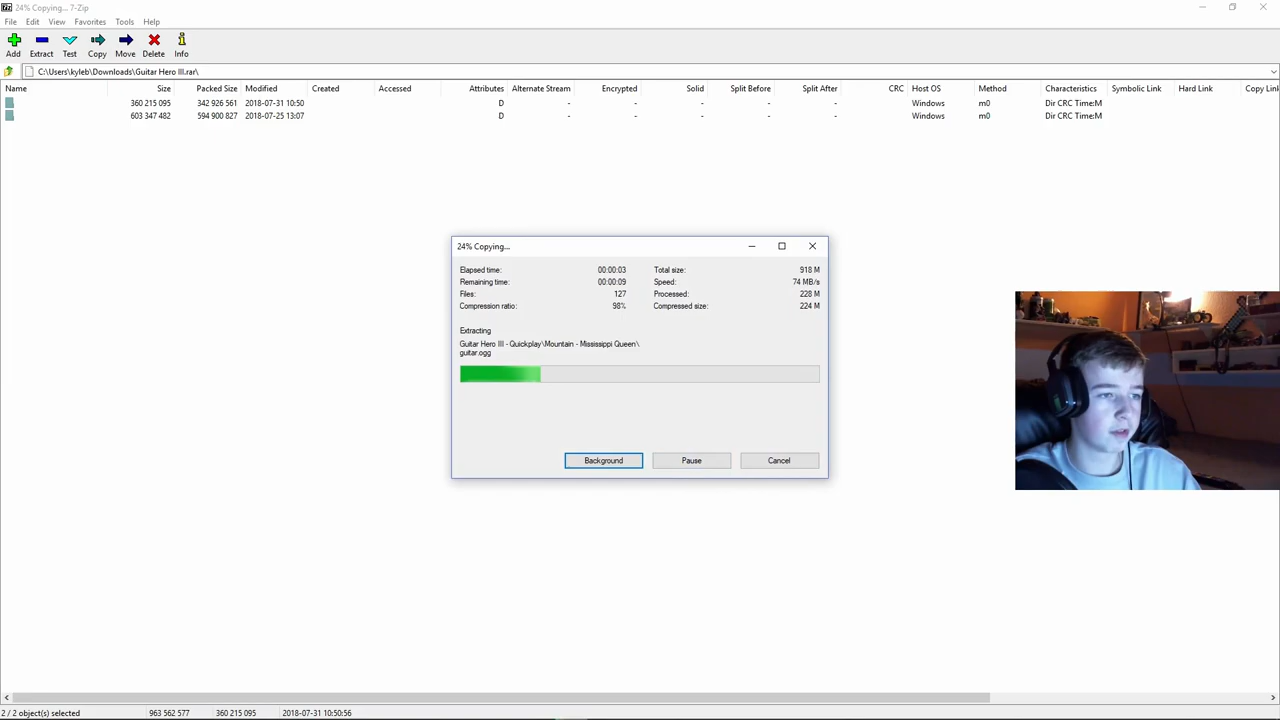 24% Copying... 7-Zip
File Edit View Favorites Tools Help
Add Extract Test Copy Move Delete Info
C:\Users\kyleb\Downloads\Guitar Hero III.rar\
Name Size Packed Size Modified Created Accessed Attributes Alternate Stream Encrypted Solid Split Before Split After CRC Host OS Method Characteristics Symbolic Link Hard Link Copy Link
360 215 095 342 926 561 2018-07-31 10:50 D - - - - - Windows m0 Dir CRC Time:M
603 347 482 594 900 827 2018-07-25 13:07 D - - - - - Windows m0 Dir CRC Time:M
24% Copying...
Elapsed time: 00:00:03 Total size: 918 M
Remaining time: 00:00:09 Speed: 74 MB/s
Files: 127 Processed: 228 M
Compression ratio: 98% Compressed size: 224 M
Extracting
Guitar Hero III - Quickplay\Mountain - Mississippi Queen\
guitar.ogg
Background Pause Cancel
2 / 2 object(s) selected 963 562 577 360 215 095 2018-07-31 10:50:56